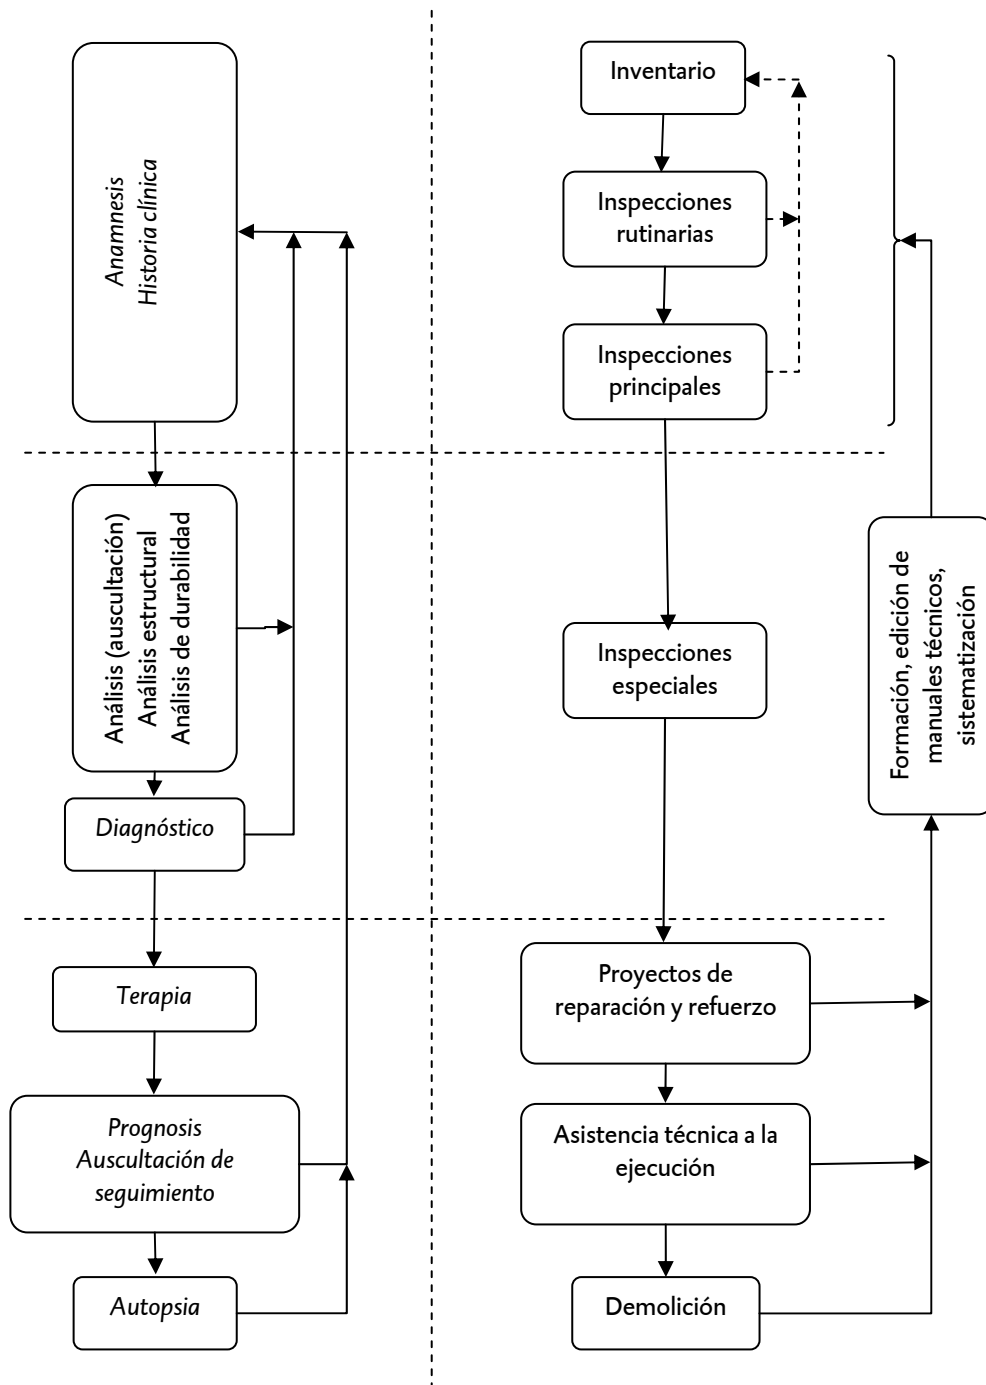 Anamnesis
Historia clínica
Análisis (auscultación)
Análisis estructural
Análisis de durabilidad
Diagnóstico
Terapia
Prognosis
Auscultación de
seguimiento
Autopsia
Inventario
Inspecciones
rutinarias
Inspecciones
principales
Inspecciones
especiales
Proyectos de
reparación y refuerzo
Asistencia técnica a la
ejecución
Demolición
Formación, edición de
manuales técnicos,
sistematización